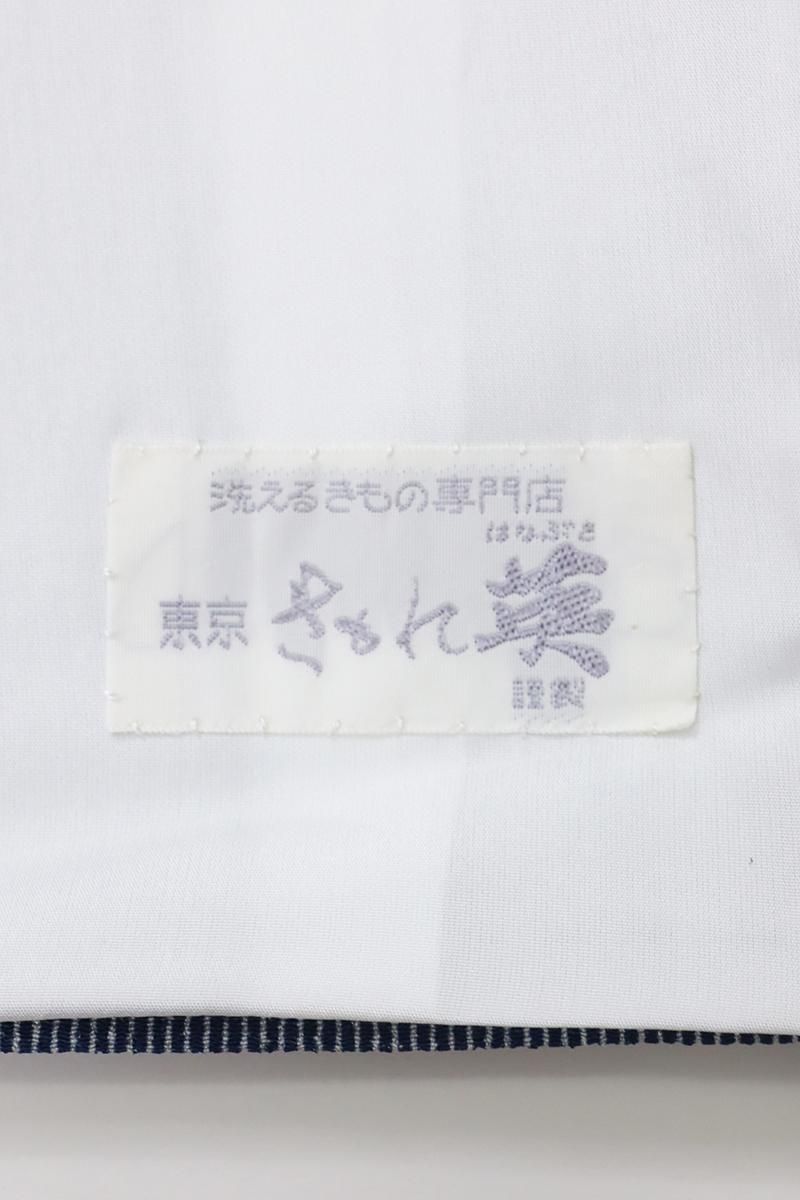 洗えるきもの専門店
はなぶさ
東京 きもれ 英
謹製